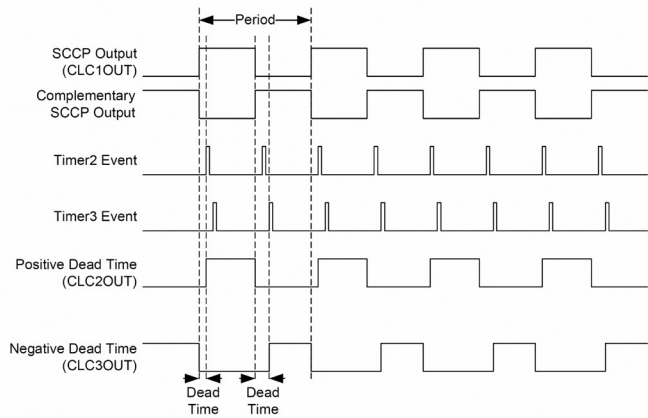 Period
SCCP Output
(CLC1OUT)
Complementary
SCCP Output
Timer2 Event
Timer3 Event
Positive Dead Time
(CLC2OUT)
Negative Dead Time
(CLC3OUT)
Dead
Time
Dead
Time